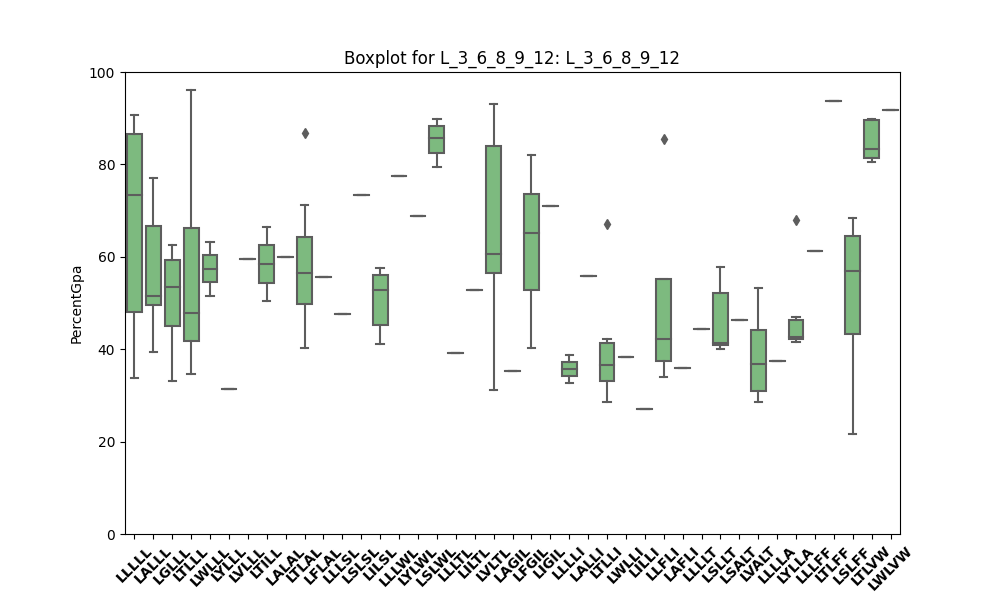 Boxplot for L_3_6_8_9_12: L_3_6_8_9_12
PercentGpa
100
80
60
40
20
0
LLLLL
LALLL
LGLLL
LTLLL
LWLLL
LYLLL
LVLLL
LTILL
LALAL
LTLAL
LFLAL
LLLSL
LSLSL
LILSL
LLLWL
LYLWL
LSLWL
LLLTL
LILTL
LVLTL
LAGIL
LFGIL
LIGIL
LLLLI
LALLI
LTLLI
LWLLI
LILLI
LLFLI
LAFLI
LLLLT
LSLLT
LSALT
LVALT
LLLLA
LYLLA
LLLFF
LTLFF
LSLFF
LTLVW
LWLVW